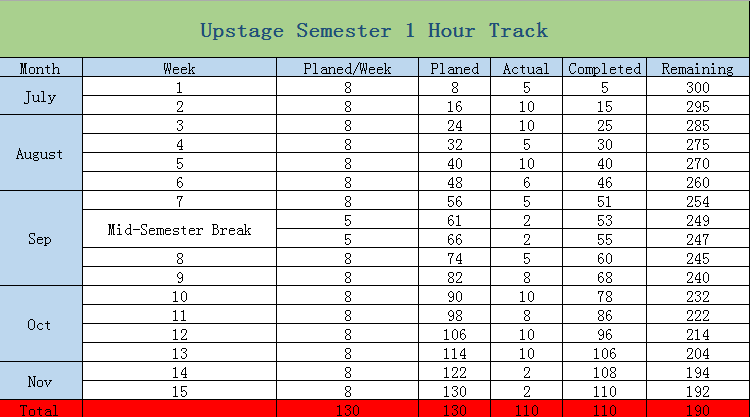 Upstage Semester 1 Hour Track
Month Week Planed/Week Planed Actual Completed Remaining
July 1 8 8 5 5 300
2 8 16 10 15 295
August 3 8 24 10 25 285
4 8 32 5 30 275
5 8 40 10 40 270
6 8 48 6 46 260
Sep 7 8 56 5 51 254
Mid-Semester Break 5 61 2 53 249
5 66 2 55 247
8 8 74 5 60 245
9 8 82 8 68 240
Oct 10 8 90 10 78 232
11 8 98 8 86 222
12 8 106 10 96 214
13 8 114 10 106 204
Nov 14 8 122 2 108 194
15 8 130 2 110 192
Total 130 130 110 110 190